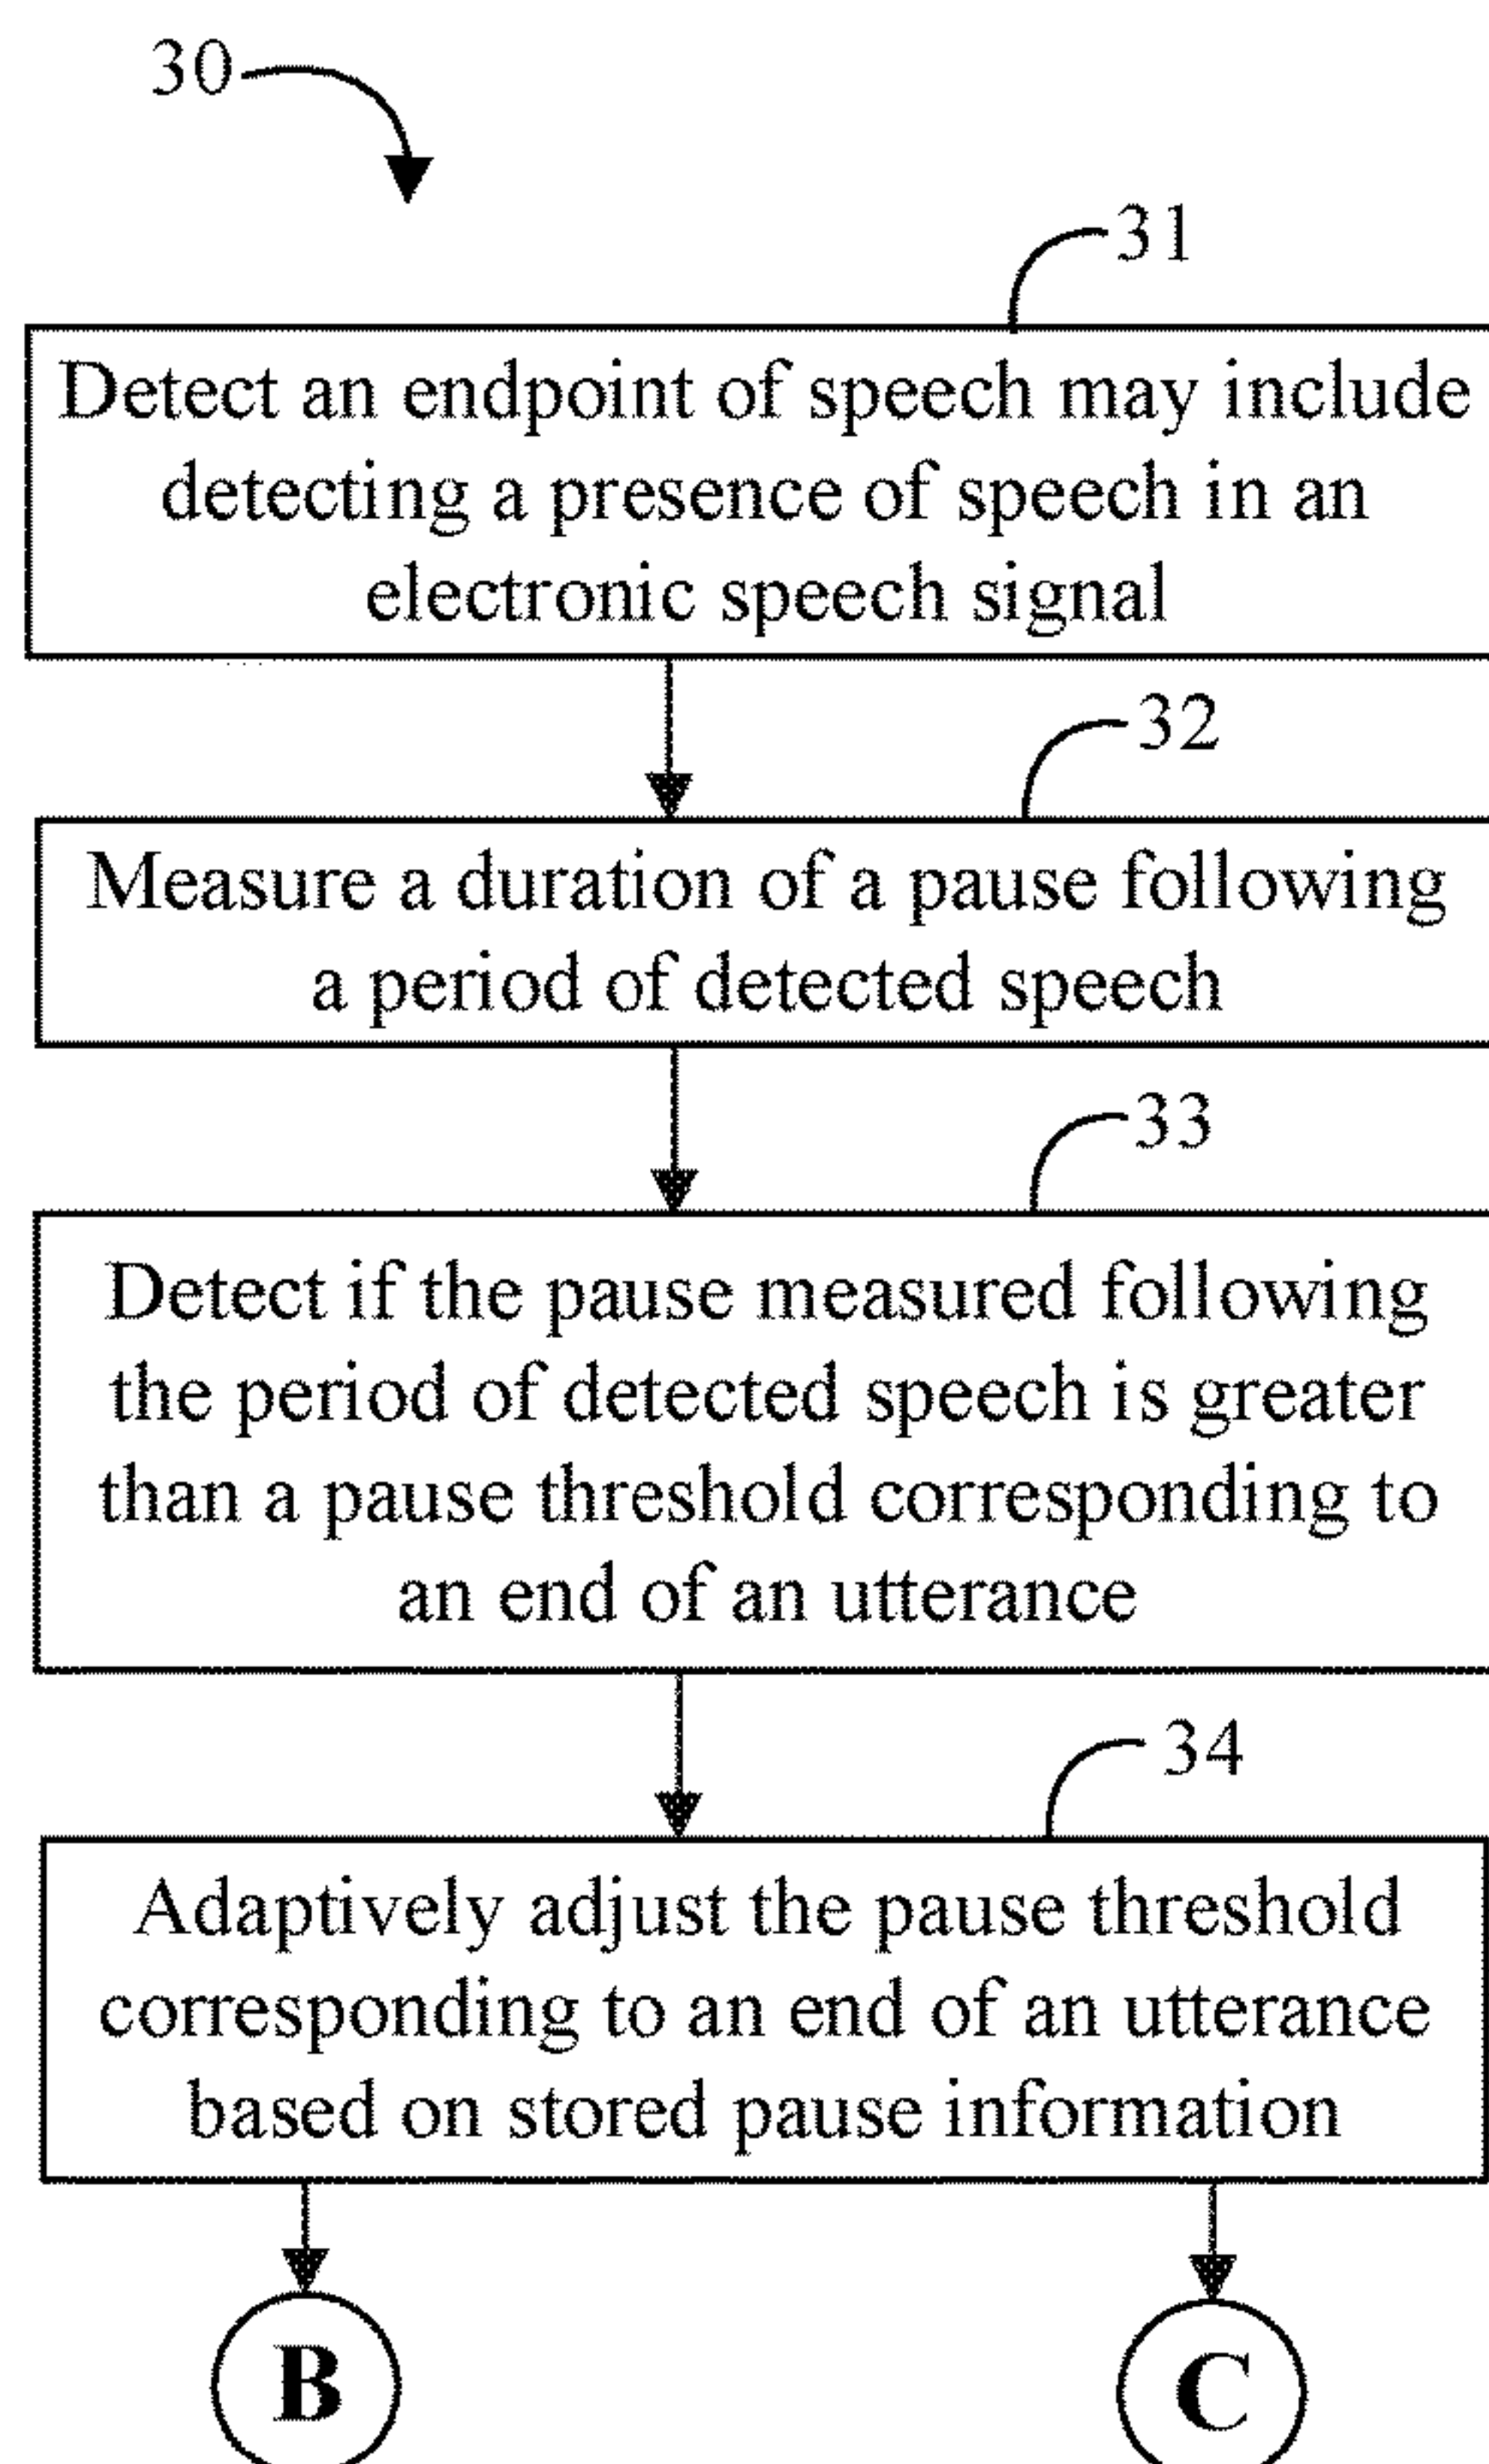 30
31
Detect an endpoint of speech may include
detecting a presence of speech in an
electronic speech signal
32
Measure a duration of a pause following
a period of detected speech
33
Detect if the pause measured following
the period of detected speech is greater
than a pause threshold corresponding to
an end of an utterance
34
Adaptively adjust the pause threshold
corresponding to an end of an utterance
based on stored pause information
B
C